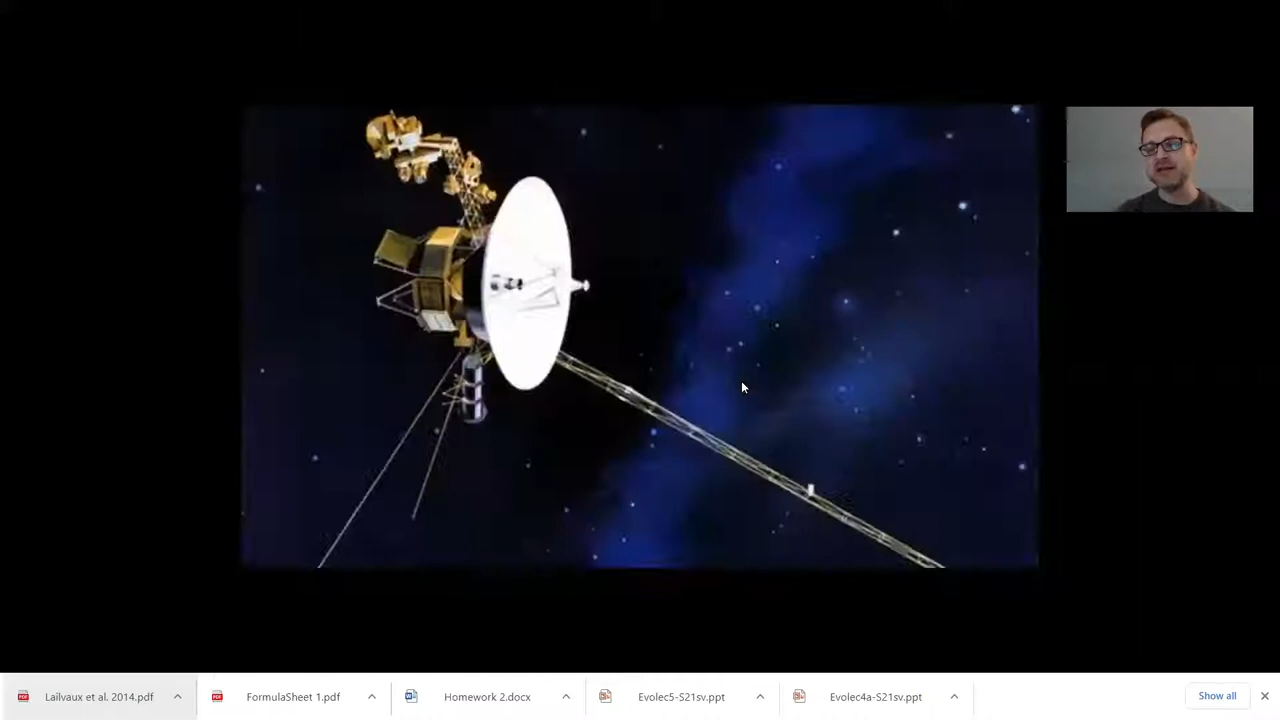 Lailvaux et al. 2014.pdf
FormulaSheet 1.pdf
Homework 2.docx
Evolec5-S21sv.ppt
Evolec4a-S21sv.ppt
Show all